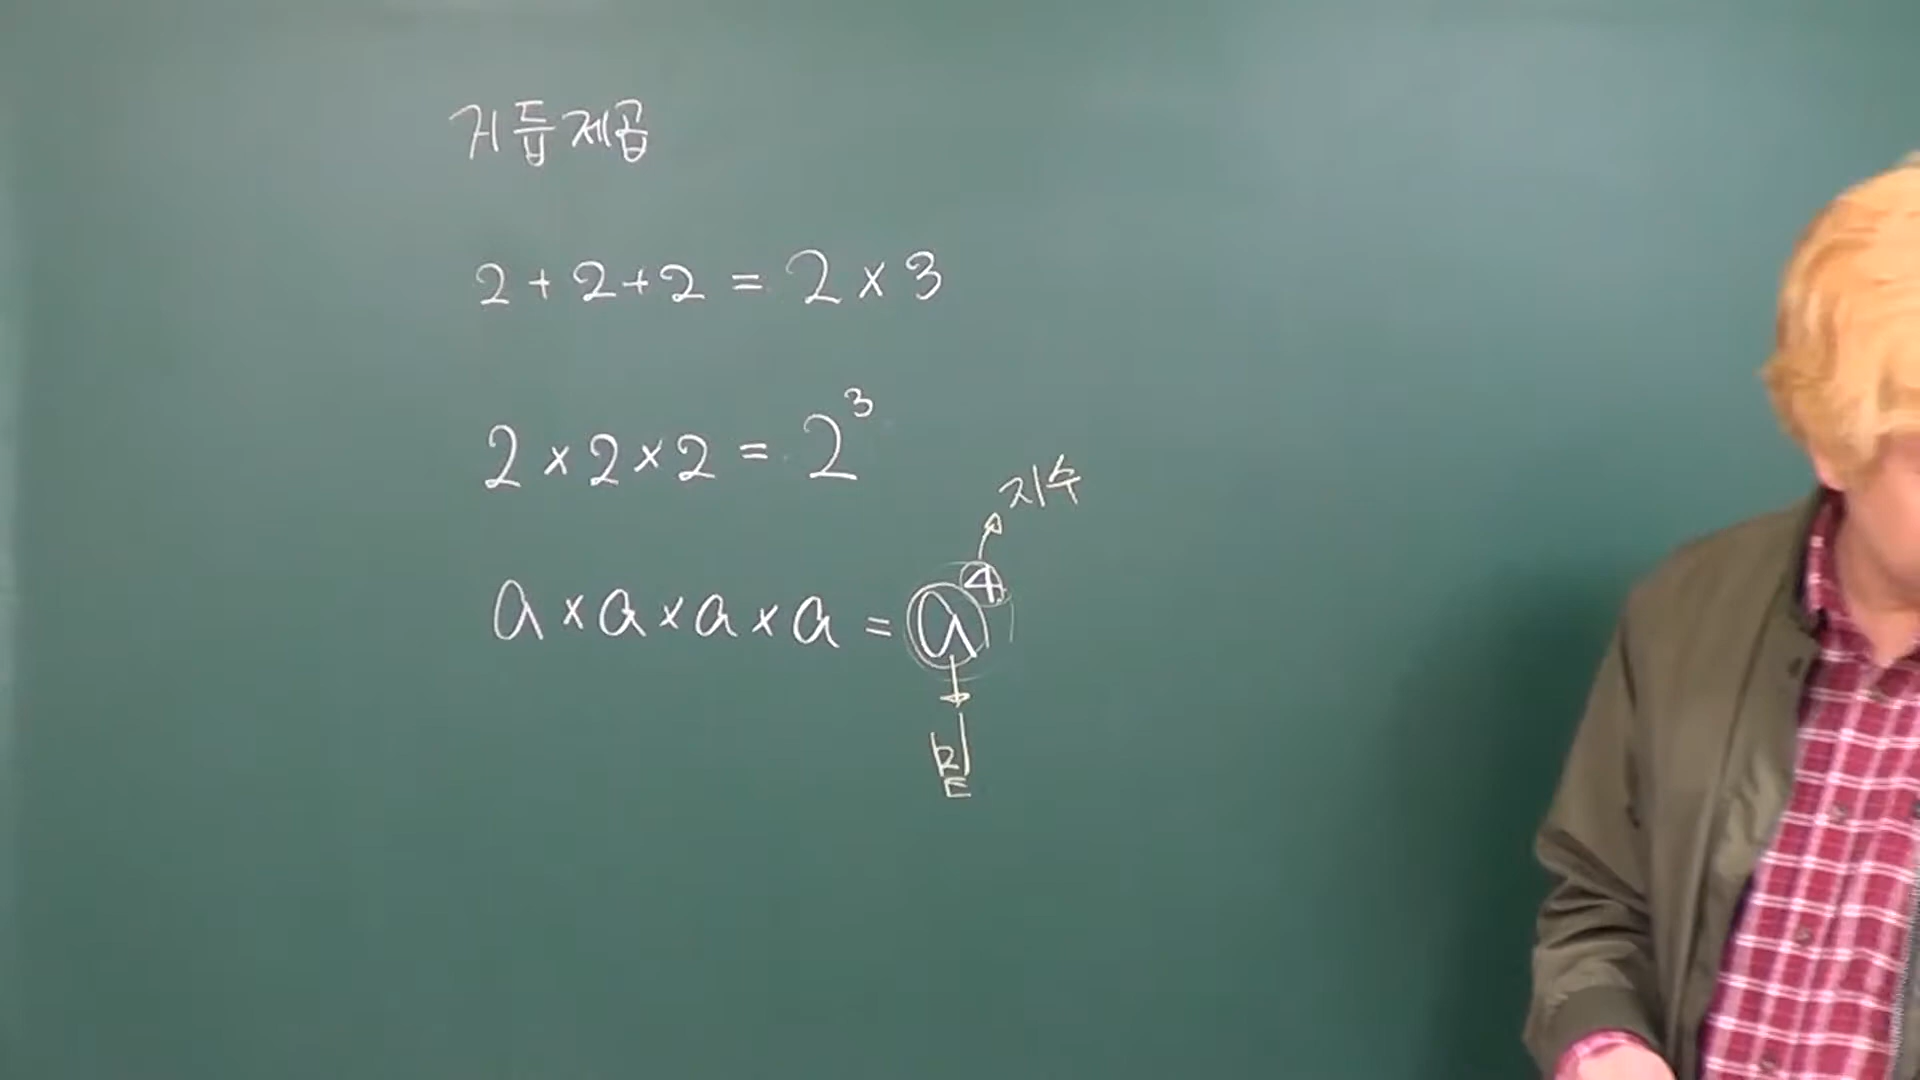 거듭제곱
2+2+2 = 2×3
2×2×2 = 2³
지수
a×a×a×a = a⁴
밑